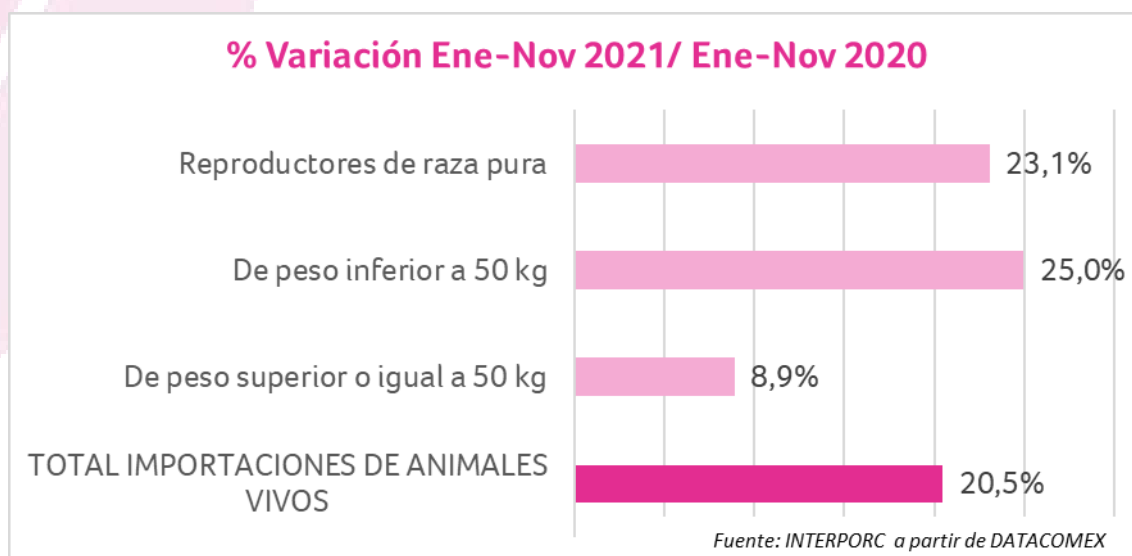 % Variación Ene-Nov 2021/ Ene-Nov 2020
Reproductores de raza pura
23,1%
De peso inferior a 50 kg
25,0%
De peso superior o igual a 50 kg
8,9%
TOTAL IMPORTACIONES DE ANIMALES
VIVOS
20,5%
Fuente: INTERPORC a partir de DATACOMEX